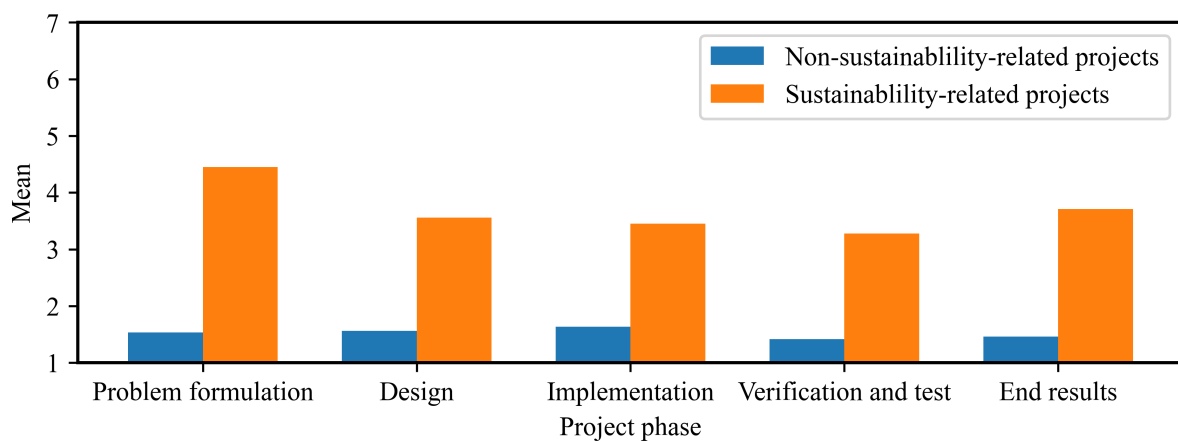 7
6
5
4
3
2
1
Mean
Non-sustainablility-related projects
Sustainablility-related projects
Problem formulation
Design
Implementation
Verification and test
End results
Project phase